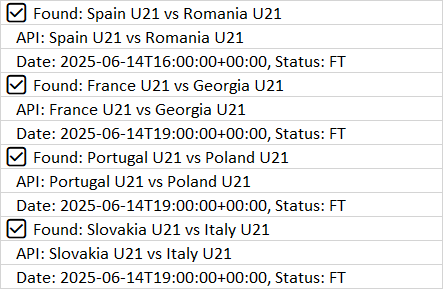 ☑ Found: Spain U21 vs Romania U21
API: Spain U21 vs Romania U21
Date: 2025-06-14T16:00:00+00:00, Status: FT
☑ Found: France U21 vs Georgia U21
API: France U21 vs Georgia U21
Date: 2025-06-14T19:00:00+00:00, Status: FT
☑ Found: Portugal U21 vs Poland U21
API: Portugal U21 vs Poland U21
Date: 2025-06-14T19:00:00+00:00, Status: FT
☑ Found: Slovakia U21 vs Italy U21
API: Slovakia U21 vs Italy U21
Date: 2025-06-14T19:00:00+00:00, Status: FT